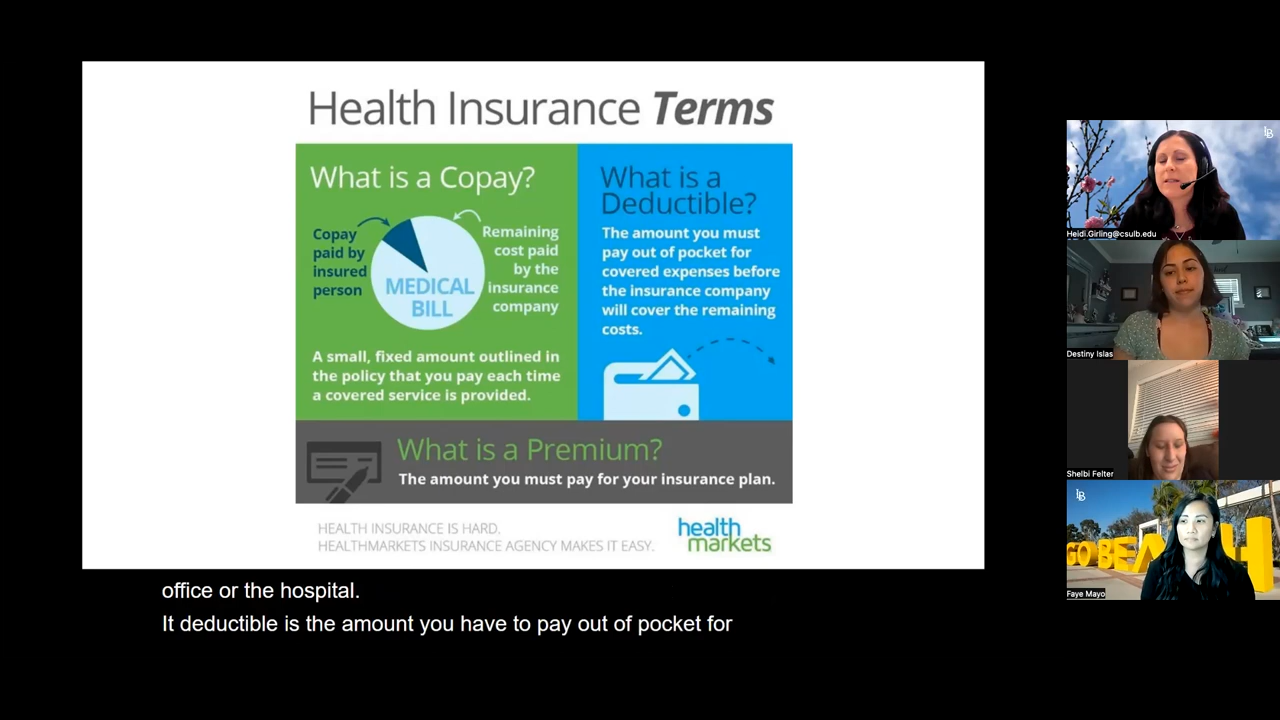 Health Insurance Terms
What is a Copay?
Copay
paid by
insured
person
MEDICAL
BILL
Remaining
cost paid
by the
insurance
company
A small, fixed amount outlined in
the policy that you pay each time
a covered service is provided.
What is a
Deductible?
The amount you must
pay out of pocket for
covered expenses before
the insurance company
will cover the remaining
costs.
What is a Premium?
The amount you must pay for your insurance plan.
HEALTH INSURANCE IS HARD.
HEALTHMARKETS INSURANCE AGENCY MAKES IT EASY.
health
markets
office or the hospital.
It deductible is the amount you have to pay out of pocket for
LB
Heidi.Girling@csulb.edu
Destiny Islas
Shelbi Felter
LB
GO BEACH
Faye Mayo